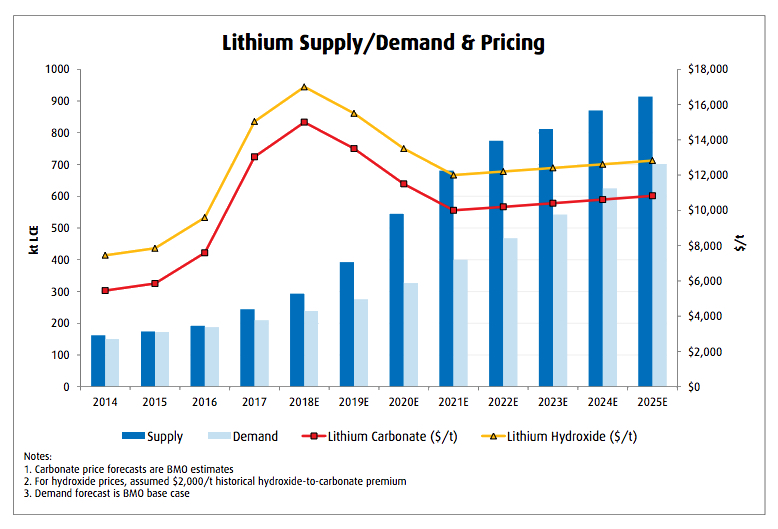 Lithium Supply/Demand & Pricing
1000
900
800
700
600
500
400
300
200
100
0
kt LCE
$18,000
$16,000
$14,000
$12,000
$10,000
$8,000
$6,000
$4,000
$2,000
$0
$/t
2014 2015 2016 2017 2018E 2019E 2020E 2021E 2022E 2023E 2024E 2025E
Supply Demand Lithium Carbonate ($/t) Lithium Hydroxide ($/t)
Notes:
1. Carbonate price forecasts are BMO estimates
2. For hydroxide prices, assumed $2,000/t historical hydroxide-to-carbonate premium
3. Demand forecast is BMO base case